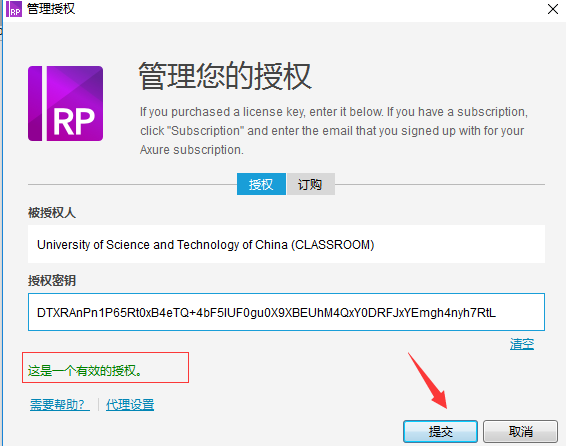 管理授权
RP
管理您的授权
If you purchased a license key, enter it below. If you have a subscription,
click "Subscription" and enter the email that you signed up with for your
Axure subscription.
授权 订购
被授权人
University of Science and Technology of China (CLASSROOM)
授权密钥
DTXRAnPn1P65Rt0xB4eTQ+4bF5IUF0gu0X9XBEUhM4QxY0DRFJxYEmgh4nyh7RtL
清空
这是一个有效的授权。
需要帮助? 代理设置
提交 取消